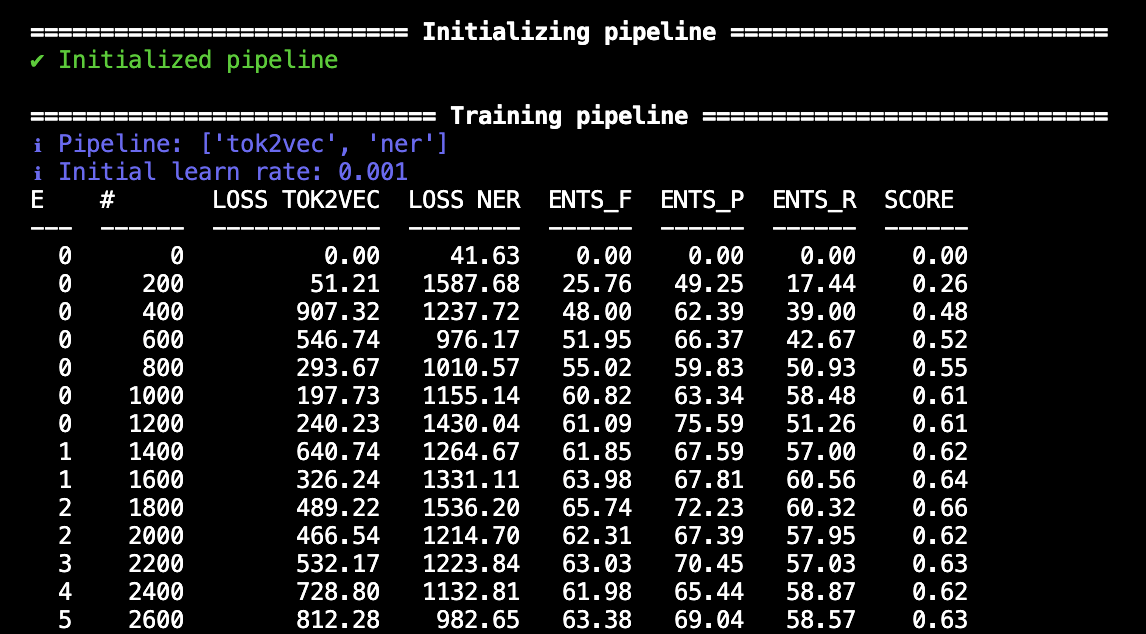 =========================== Initializing pipeline ===========================
✔ Initialized pipeline
============================= Training pipeline =============================
ℹ Pipeline: ['tok2vec', 'ner']
ℹ Initial learn rate: 0.001
E    #       LOSS TOK2VEC  LOSS NER  ENTS_F  ENTS_P  ENTS_R  SCORE
---  ------  ------------  --------  ------  ------  ------  ------
  0       0          0.00     41.63    0.00    0.00    0.00    0.00
  0     200         51.21   1587.68   25.76   49.25   17.44    0.26
  0     400        907.32   1237.72   48.00   62.39   39.00    0.48
  0     600        546.74    976.17   51.95   66.37   42.67    0.52
  0     800        293.67   1010.57   55.02   59.83   50.93    0.55
  0    1000        197.73   1155.14   60.82   63.34   58.48    0.61
  0    1200        240.23   1430.04   61.09   75.59   51.26    0.61
  1    1400        640.74   1264.67   61.85   67.59   57.00    0.62
  1    1600        326.24   1331.11   63.98   67.81   60.56    0.64
  2    1800        489.22   1536.20   65.74   72.23   60.32    0.66
  2    2000        466.54   1214.70   62.31   67.39   57.95    0.62
  3    2200        532.17   1223.84   63.03   70.45   57.03    0.63
  4    2400        728.80   1132.81   61.98   65.44   58.87    0.62
  5    2600        812.28    982.65   63.38   69.04   58.57    0.63